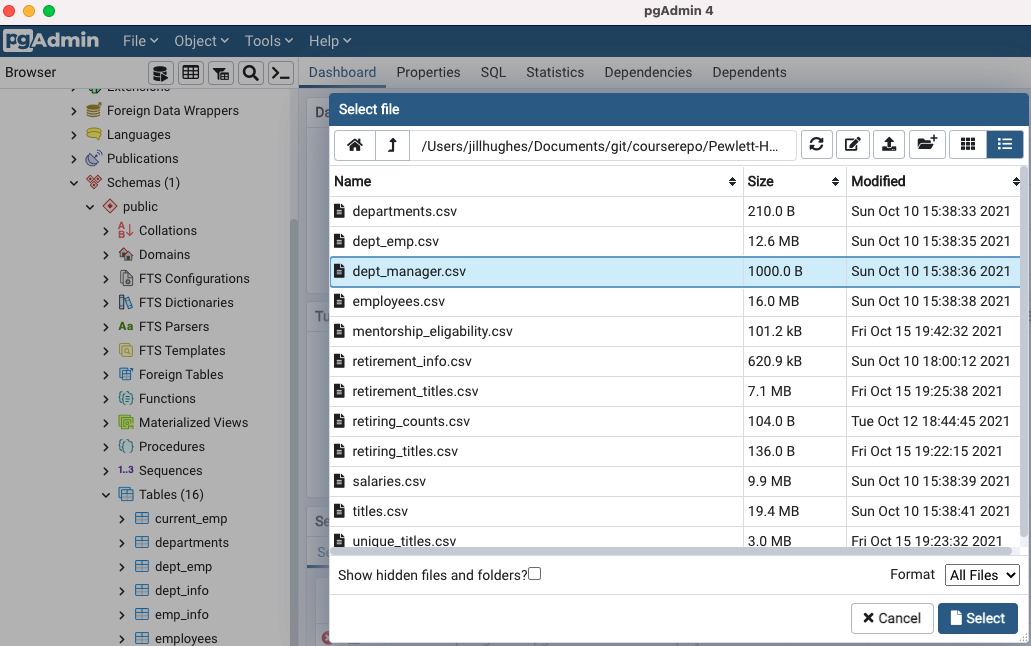 pgAdmin 4
pgAdmin File Object Tools Help
Browser >_ Dashboard Properties SQL Statistics Dependencies Dependents
Extensions
Foreign Data Wrappers
Languages
Publications
Schemas (1)
public
Collations
Domains
FTS Configurations
FTS Dictionaries
Aa FTS Parsers
FTS Templates
Foreign Tables
Functions
Materialized Views
Procedures
1..3 Sequences
Tables (16)
current_emp
departments
dept_emp
dept_info
emp_info
employees
Da
Tu
Se
Se
Select file
/Users/jillhughes/Documents/git/courserepo/Pewlett-H...
Name Size Modified
departments.csv 210.0 B Sun Oct 10 15:38:33 2021
dept_emp.csv 12.6 MB Sun Oct 10 15:38:35 2021
dept_manager.csv 1000.0 B Sun Oct 10 15:38:36 2021
employees.csv 16.0 MB Sun Oct 10 15:38:38 2021
mentorship_eligability.csv 101.2 kB Fri Oct 15 19:42:32 2021
retirement_info.csv 620.9 kB Sun Oct 10 18:00:12 2021
retirement_titles.csv 7.1 MB Fri Oct 15 19:25:38 2021
retiring_counts.csv 104.0 B Tue Oct 12 18:44:45 2021
retiring_titles.csv 136.0 B Fri Oct 15 19:22:15 2021
salaries.csv 9.9 MB Sun Oct 10 15:38:39 2021
titles.csv 19.4 MB Sun Oct 10 15:38:41 2021
unique_titles.csv 3.0 MB Fri Oct 15 19:23:32 2021
Show hidden files and folders? Format All Files
Cancel Select